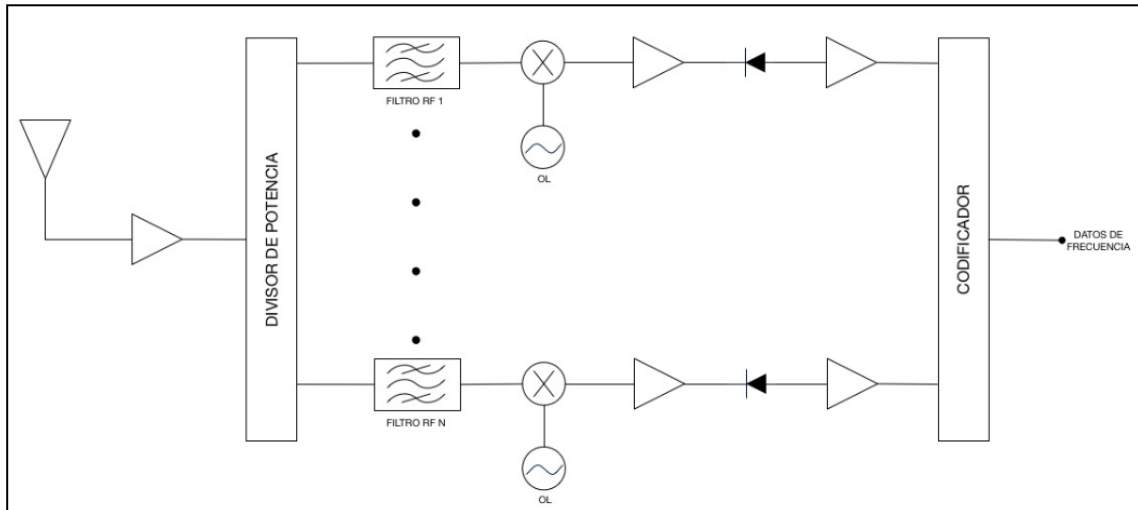 DIVISOR DE POTENCIA
FILTRO RF 1
OL
FILTRO RF N
OL
CODIFICADOR
DATOS DE
FRECUENCIA